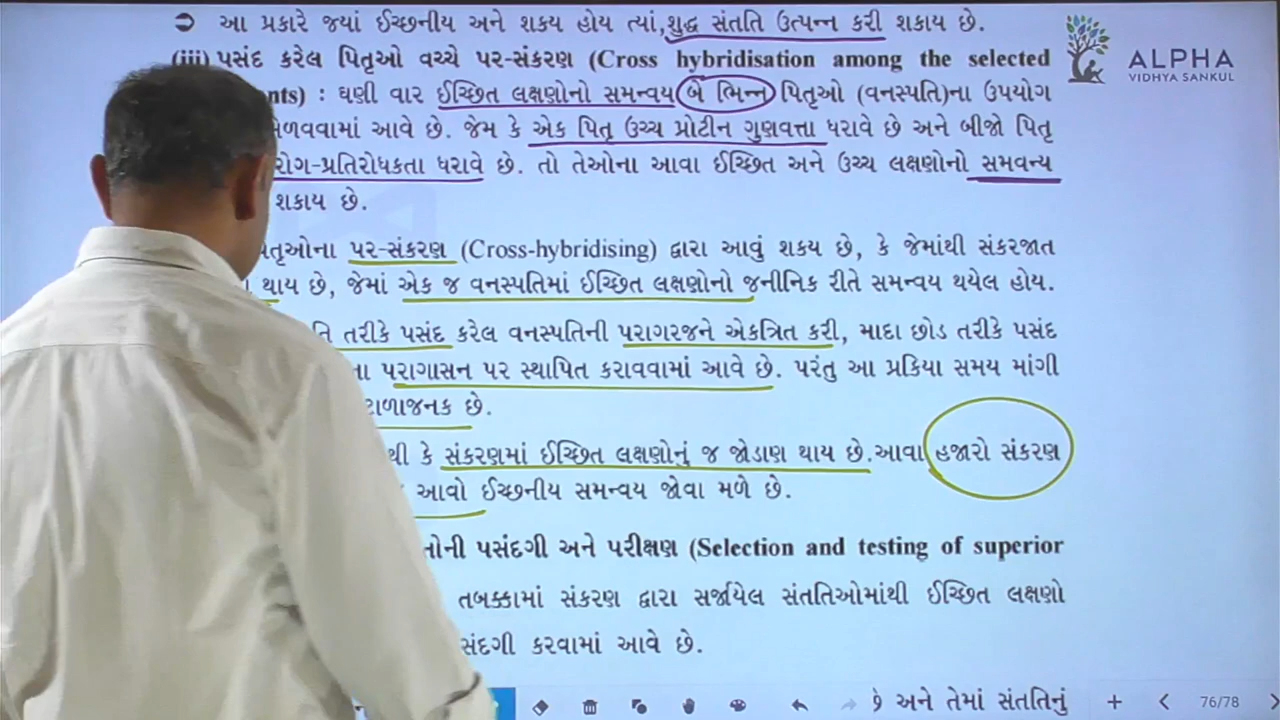 ➲ આ પ્રકારે જ્યાં ઈચ્છનીય અને શક્ય હોય ત્યાં,શુદ્ધ સંતતિ ઉત્પન્ન કરી શકાય છે.
(iii) પસંદ કરેલ પિતૃઓ વચ્ચે પર-સંકરણ (Cross hybridisation among the selected
nts) : ઘણી વાર ઈચ્છિત લક્ષણોનો સમન્વય બે ભિન્ન પિતૃઓ (વનસ્પતિ)ના ઉપયોગ
મેળવવામાં આવે છે. જેમ કે એક પિતૃ ઉચ્ચ પ્રોટીન ગુણવત્તા ધરાવે છે અને બીજો પિતૃ
રોગ-પ્રતિરોધકતા ધરાવે છે. તો તેઓના આવા ઈચ્છિત અને ઉચ્ચ લક્ષણોનો સમવન્ય
શકાય છે.
પિતૃઓના પર-સંકરણ (Cross-hybridising) દ્વારા આવું શકય છે, કે જેમાંથી સંકરજાત
થાય છે, જેમાં એક જ વનસ્પતિમાં ઈચ્છિત લક્ષણોનો જનીનિક રીતે સમન્વય થયેલ હોય.
તિ તરીકે પસંદ કરેલ વનસ્પતિની પરાગરજને એકત્રિત કરી, માદા છોડ તરીકે પસંદ
તા પરાગાસન પર સ્થાપિત કરાવવામાં આવે છે. પરંતુ આ પ્રક્રિયા સમય માંગી
ટાળાજનક છે.
થી કે સંકરણમાં ઈચ્છિત લક્ષણોનું જ જોડાણ થાય છે.આવા હજારો સંકરણ
આવો ઈચ્છનીય સમન્વય જોવા મળે છે.
તોની પસંદગી અને પરીક્ષણ (Selection and testing of superior
તબક્કામાં સંકરણ દ્વારા સર્જાયેલ સંતતિઓમાંથી ઈચ્છિત લક્ષણો
સંદગી કરવામાં આવે છે.
છે અને તેમાં સંતતિનું
76/78
ALPHA
VIDHYA SANKUL